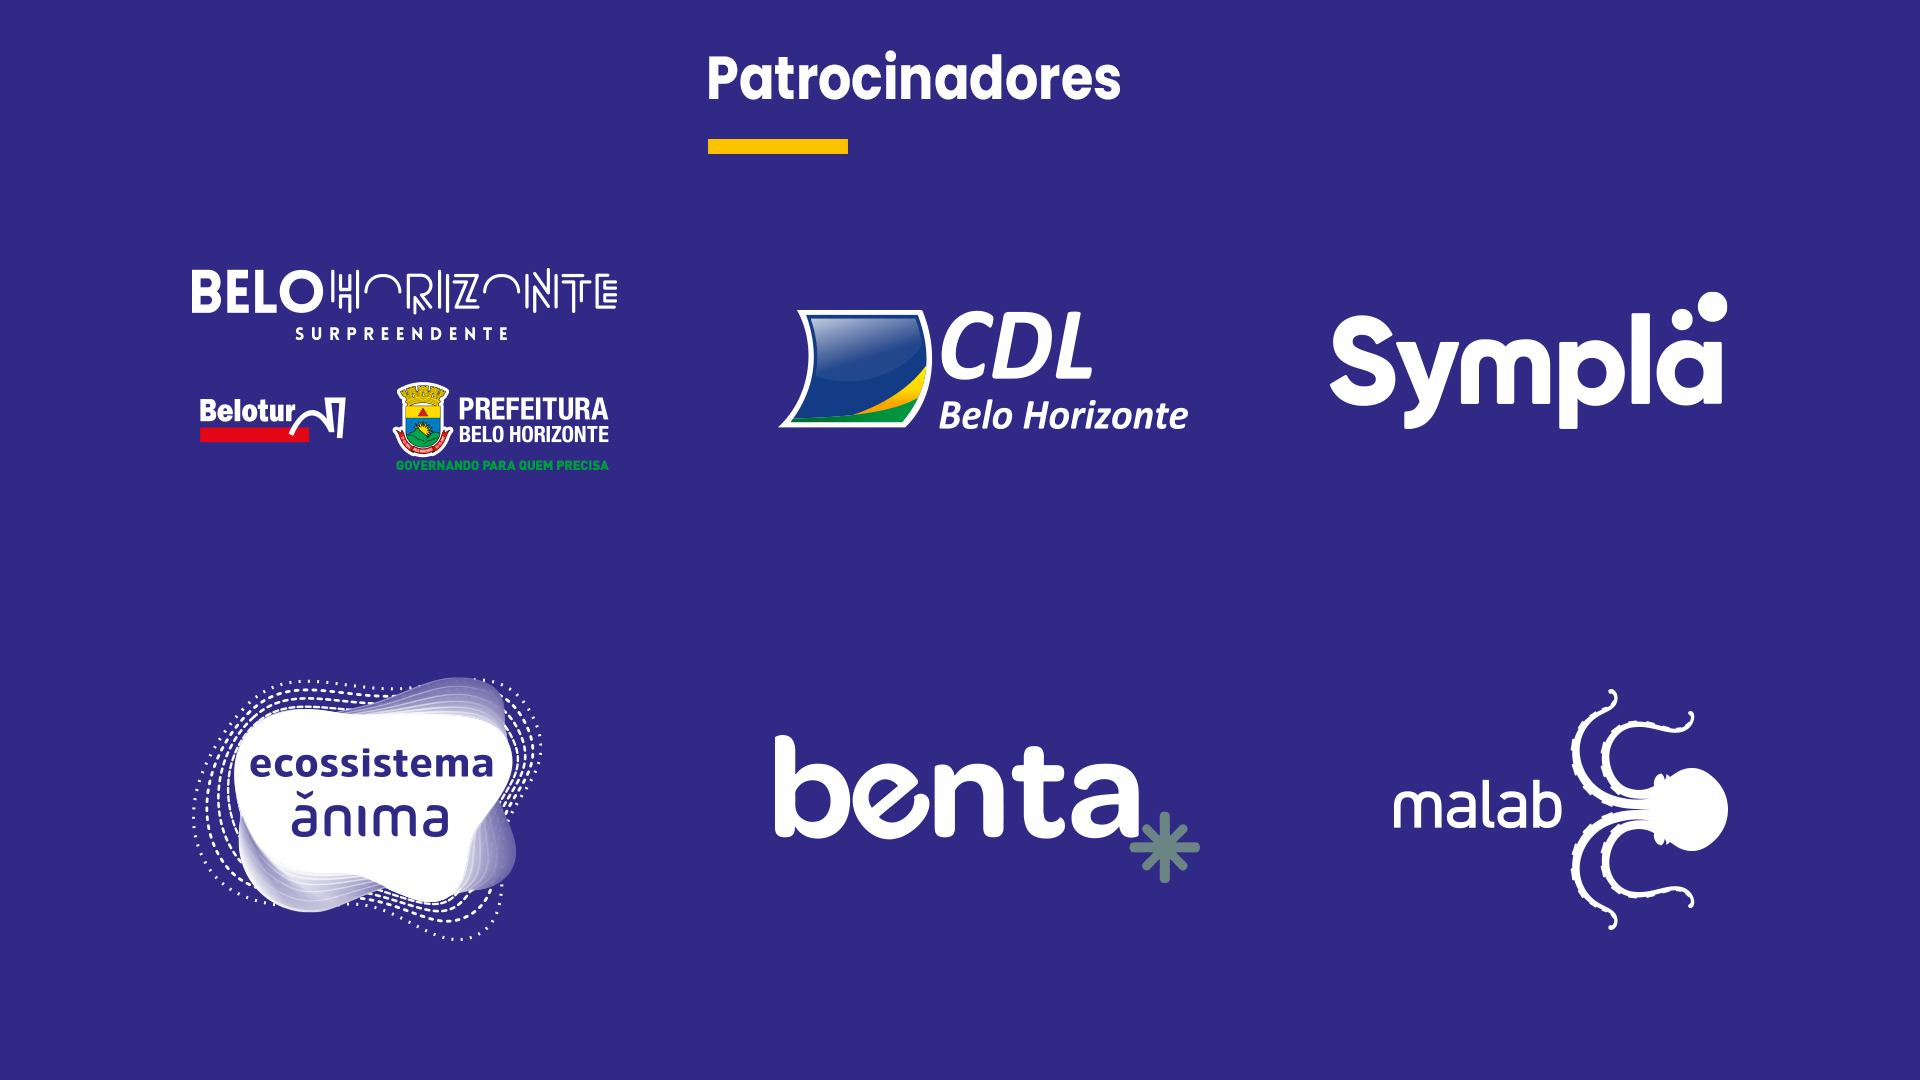 Patrocinadores
BELO HORIZONTE
SURPREENDENTE
Belotur
PREFEITURA
BELO HORIZONTE
GOVERNANDO PARA QUEM PRECISA
CDL
Belo Horizonte
Sympla
ecossistema
ănıma
benta
malab